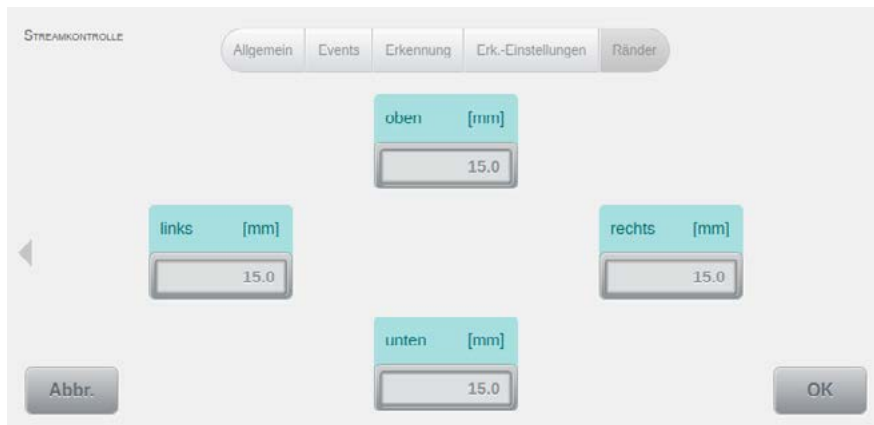 Streamkontrolle
Allgemein Events Erkennung Erk.-Einstellungen Ränder
oben [mm]
15.0
links [mm] rechts [mm]
15.0 15.0
unten [mm]
15.0
Abbr. OK